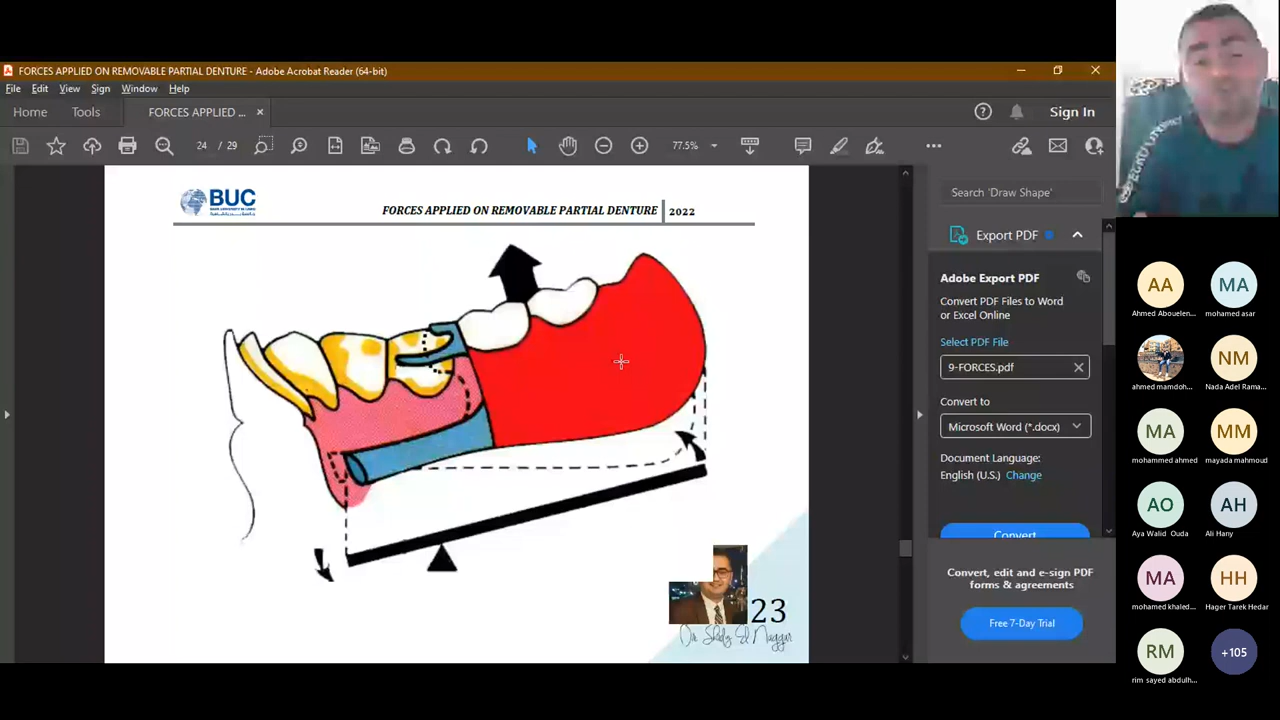 FORCES APPLIED ON REMOVABLE PARTIAL DENTURE - Adobe Acrobat Reader (64-bit)
File Edit View Sign Window Help
Home Tools FORCES APPLIED ... × Sign In
24 / 29 77.5%
BUC
FORCES APPLIED ON REMOVABLE PARTIAL DENTURE 2022
23
Search 'Draw Shape'
Export PDF
Adobe Export PDF
Convert PDF Files to Word
or Excel Online
Select PDF File
9-FORCES.pdf
Convert to
Microsoft Word (*.docx)
Document Language:
English (U.S.) Change
Convert
Convert, edit and e-sign PDF
forms & agreements
Free 7-Day Trial
AA MA
Ahmed Abouelen... mohamed asar
NM
ahmed mamdoh... Nada Adel Rama...
MA MM
mohammed ahmed mayada mahmoud
AO AH
Aya Walid Ouda Ali Hany
MA HH
mohamed khaled... Hager Tarek Hedar
RM +105
rim sayed abdulh...